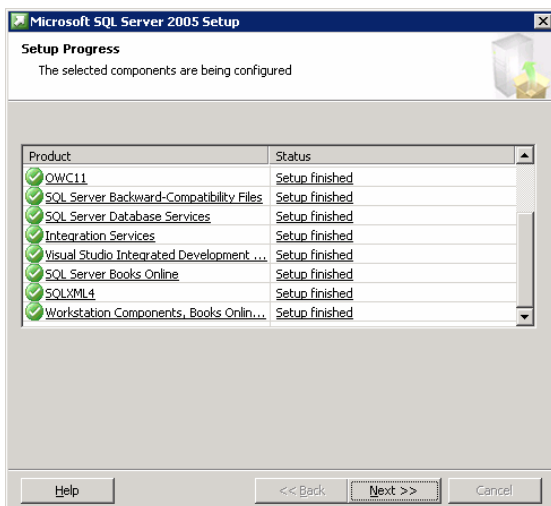 Microsoft SQL Server 2005 Setup
Setup Progress
The selected components are being configured
Product Status
OWC11 Setup finished
SQL Server Backward-Compatibility Files Setup finished
SQL Server Database Services Setup finished
Integration Services Setup finished
Visual Studio Integrated Development ... Setup finished
SQL Server Books Online Setup finished
SQLXML4 Setup finished
Workstation Components, Books Onlin... Setup finished
Help << Back Next >> Cancel